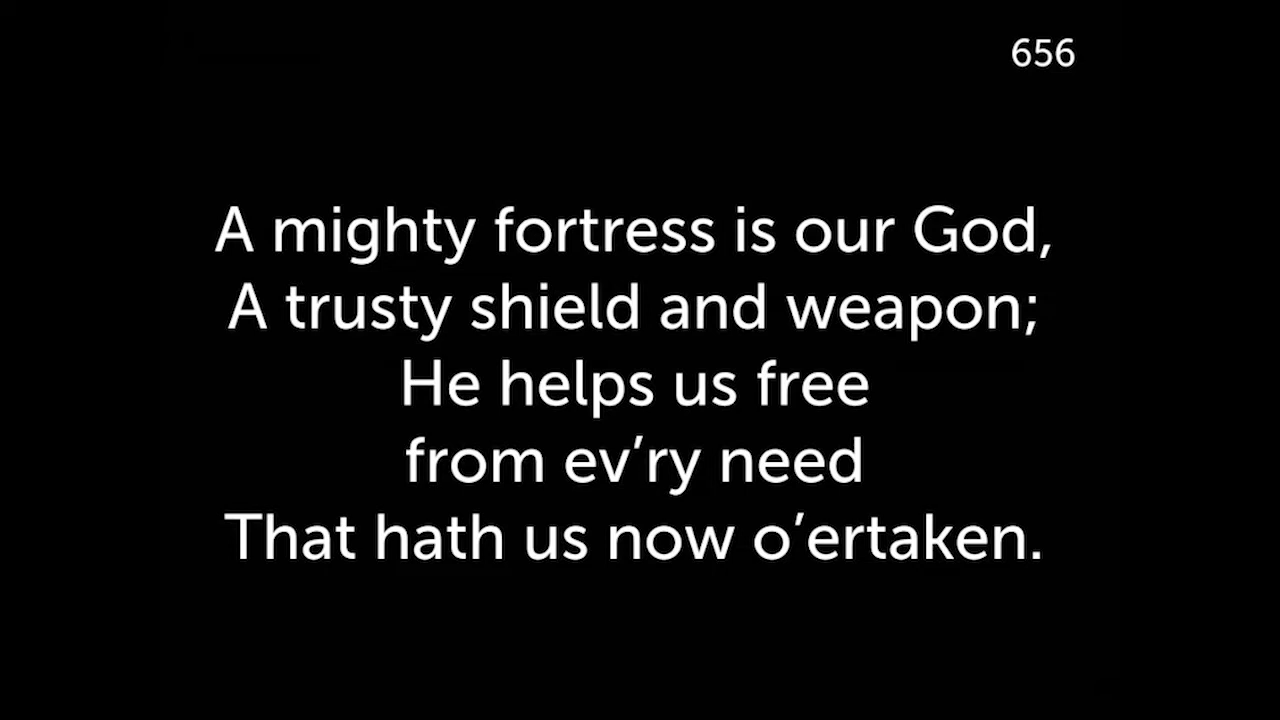 656
A mighty fortress is our God,
A trusty shield and weapon;
He helps us free
from ev’ry need
That hath us now o’ertaken.